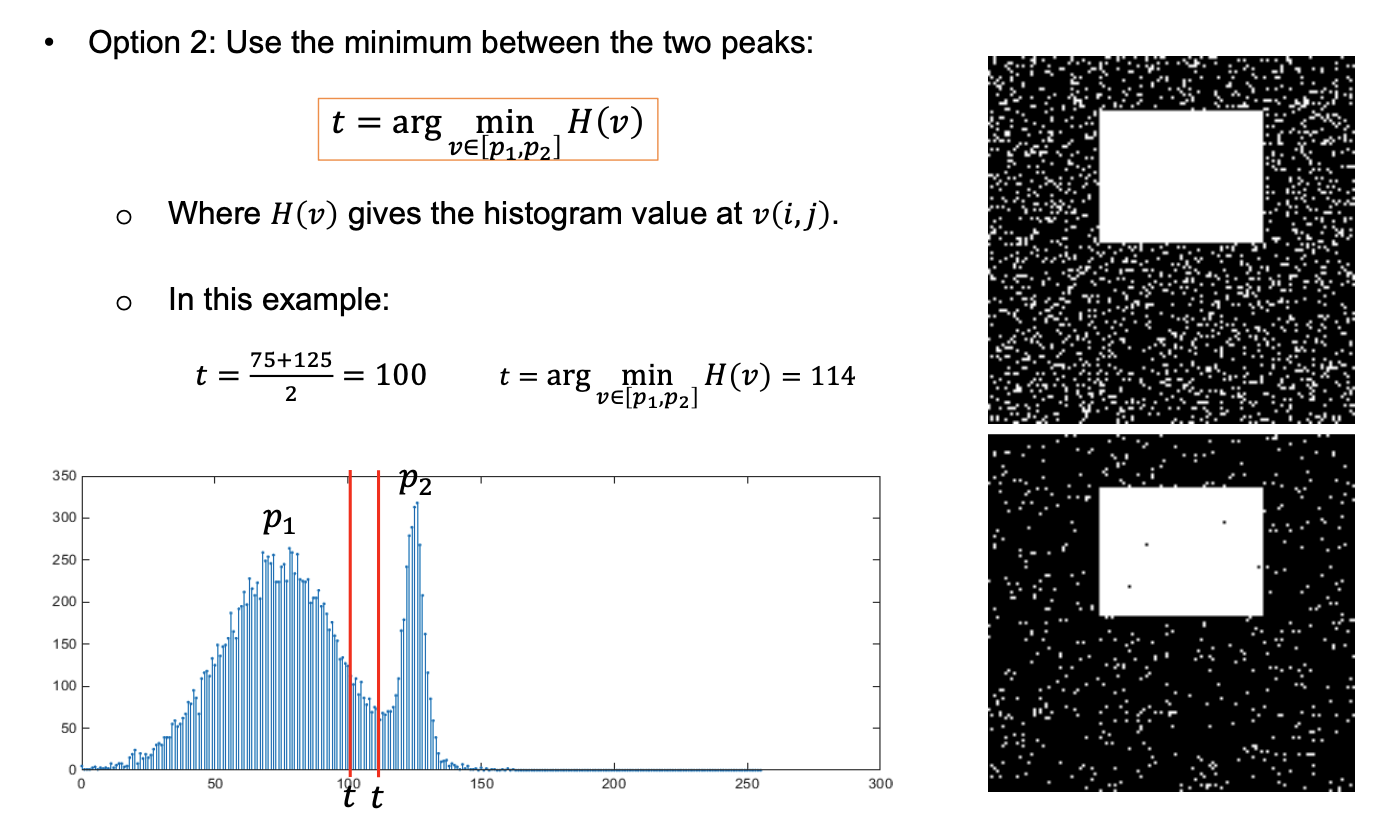 • Option 2: Use the minimum between the two peaks:
t = arg min_{v∈[p₁,p₂]} H(v)
o Where H(v) gives the histogram value at v(i,j).
o In this example:
t = (75+125)/2 = 100    t = arg min_{v∈[p₁,p₂]} H(v) = 114
350
300
250
200
150
100
50
0
p₁
p₂
0 50 100 150 200 250 300
t t